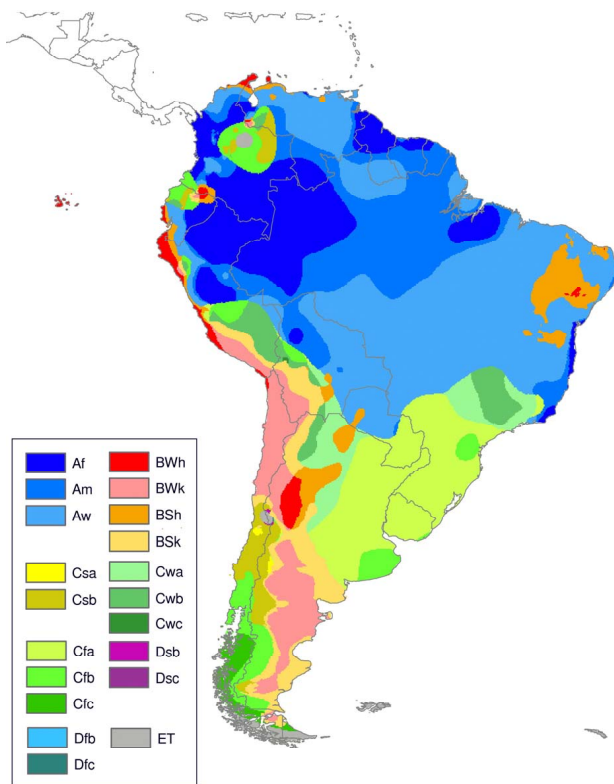 Af BWh
Am BWk
Aw BSh
BSk
Csa Cwa
Csb Cwb
Cwc
Cfa Dsb
Cfb Dsc
Cfc
Dfb ET
Dfc